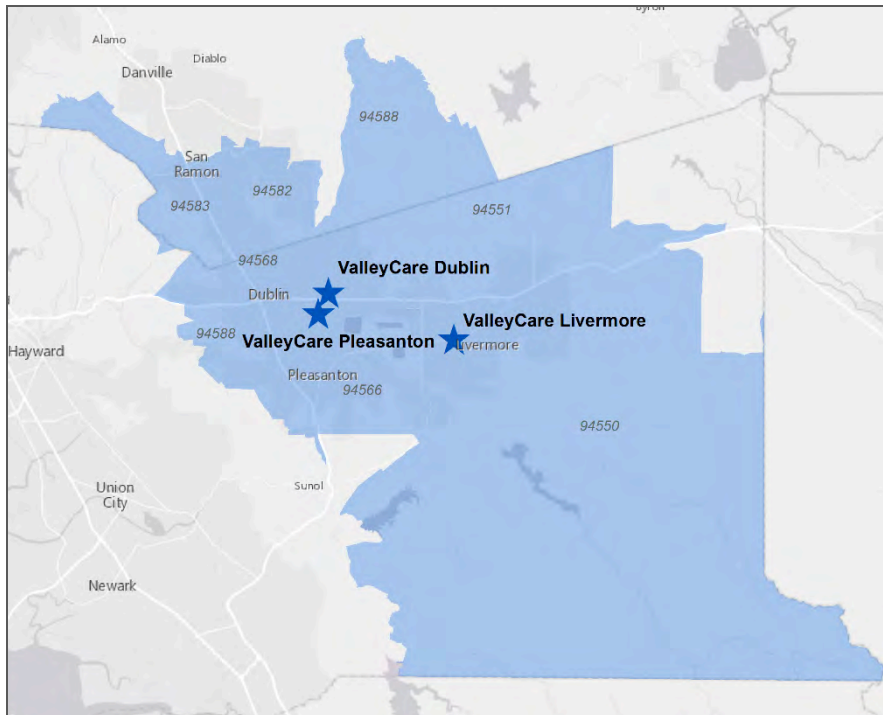 Byron
Alamo
Diablo
Danville
94588
San
Ramon
94582
94583
94551
94568
ValleyCare Dublin
Dublin
ValleyCare Livermore
94588
ValleyCare Pleasanton
Livermore
Hayward
Pleasanton
94566
94550
Sunol
Union
City
Newark